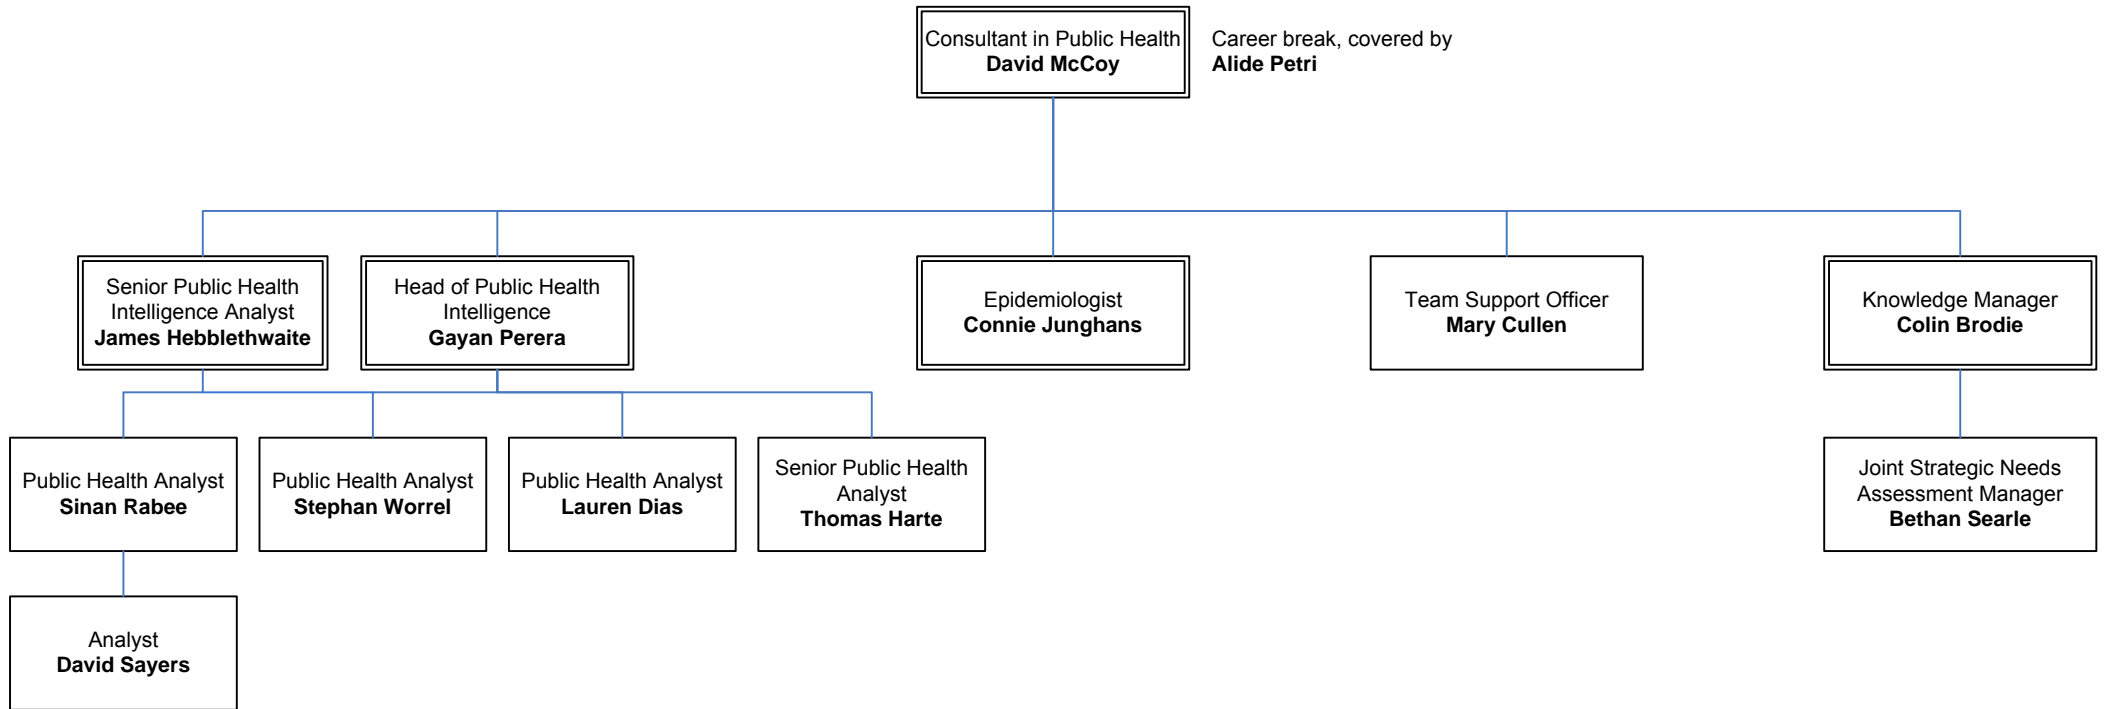 Consultant in Public Health
David McCoy
Career break, covered by
Alide Petri
Senior Public Health
Intelligence Analyst
James Hebblethwaite
Head of Public Health
Intelligence
Gayan Perera
Epidemiologist
Connie Junghans
Team Support Officer
Mary Cullen
Knowledge Manager
Colin Brodie
Public Health Analyst
Sinan Rabee
Public Health Analyst
Stephan Worrel
Public Health Analyst
Lauren Dias
Senior Public Health
Analyst
Thomas Harte
Joint Strategic Needs
Assessment Manager
Bethan Searle
Analyst
David Sayers